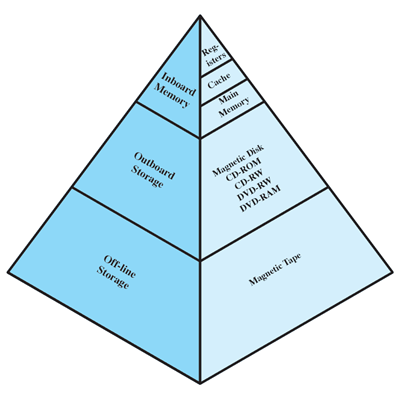 Inboard
Memory
Reg-
isters
Cache
Main
Memory
Outboard
Storage
Magnetic Disk
CD-ROM
CD-RW
DVD-RW
DVD-RAM
Off-line
Storage
Magnetic Tape